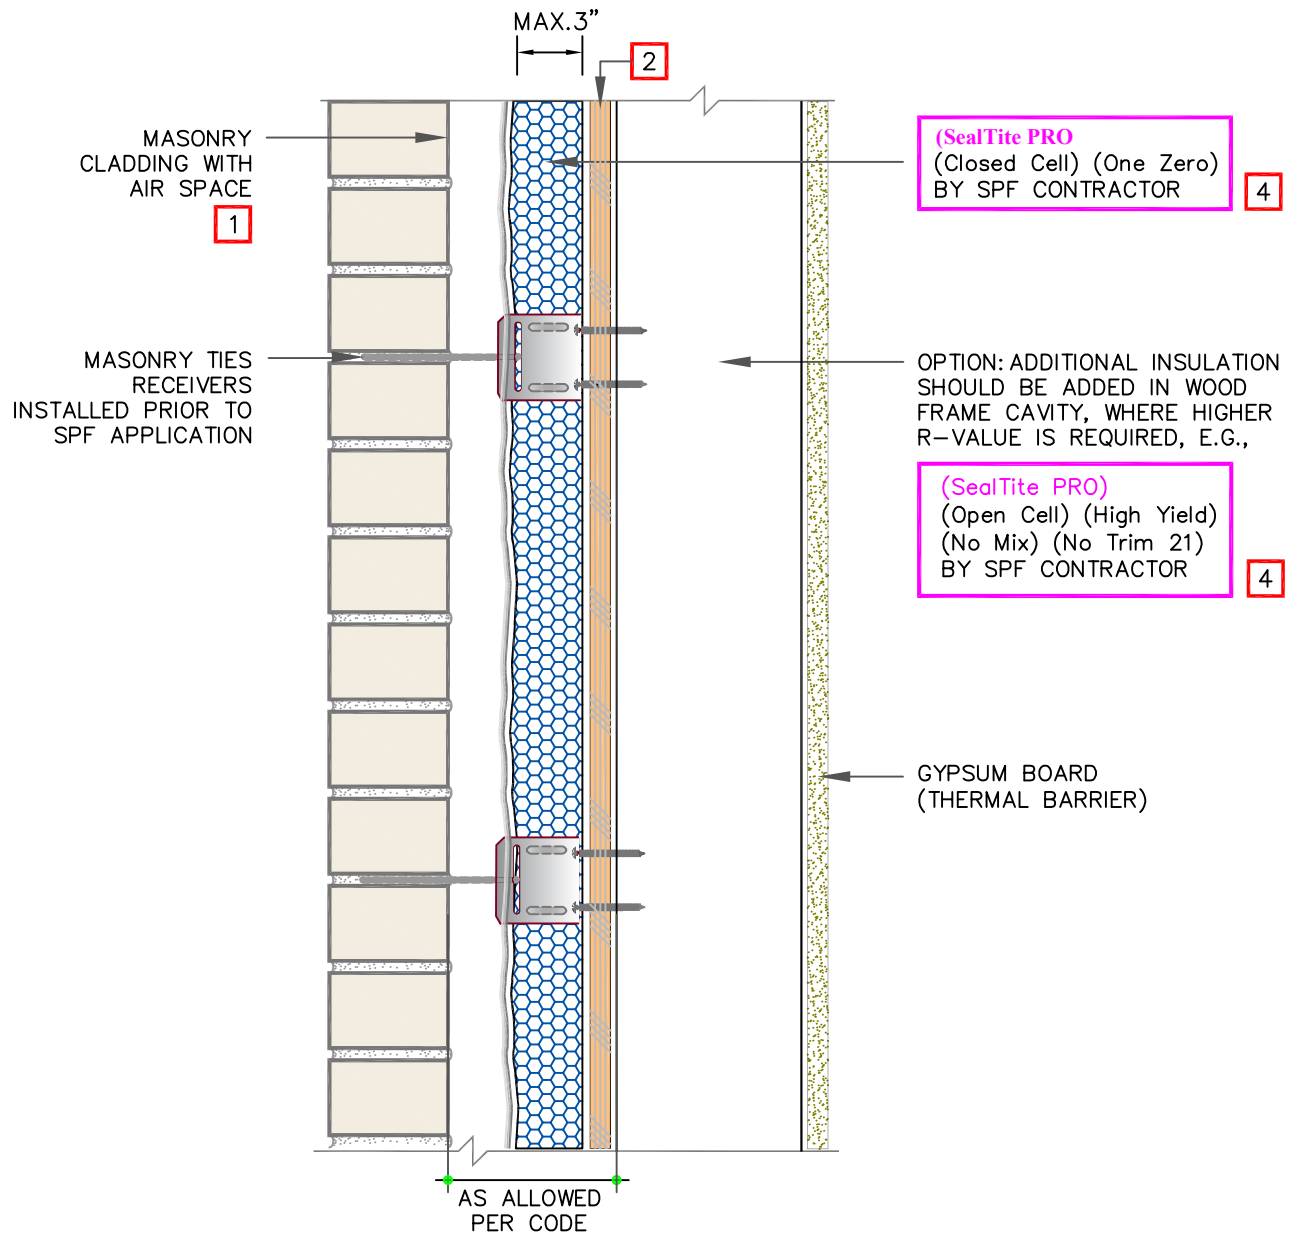 MAX.3”
2
MASONRY
CLADDING WITH
AIR SPACE
1
(SealTite PRO
(Closed Cell) (One Zero)
BY SPF CONTRACTOR
4
MASONRY TIES
RECEIVERS
INSTALLED PRIOR TO
SPF APPLICATION
OPTION: ADDITIONAL INSULATION
SHOULD BE ADDED IN WOOD
FRAME CAVITY, WHERE HIGHER
R-VALUE IS REQUIRED, E.G.,
(SealTite PRO)
(Open Cell) (High Yield)
(No Mix) (No Trim 21)
BY SPF CONTRACTOR
4
GYPSUM BOARD
(THERMAL BARRIER)
AS ALLOWED
PER CODE